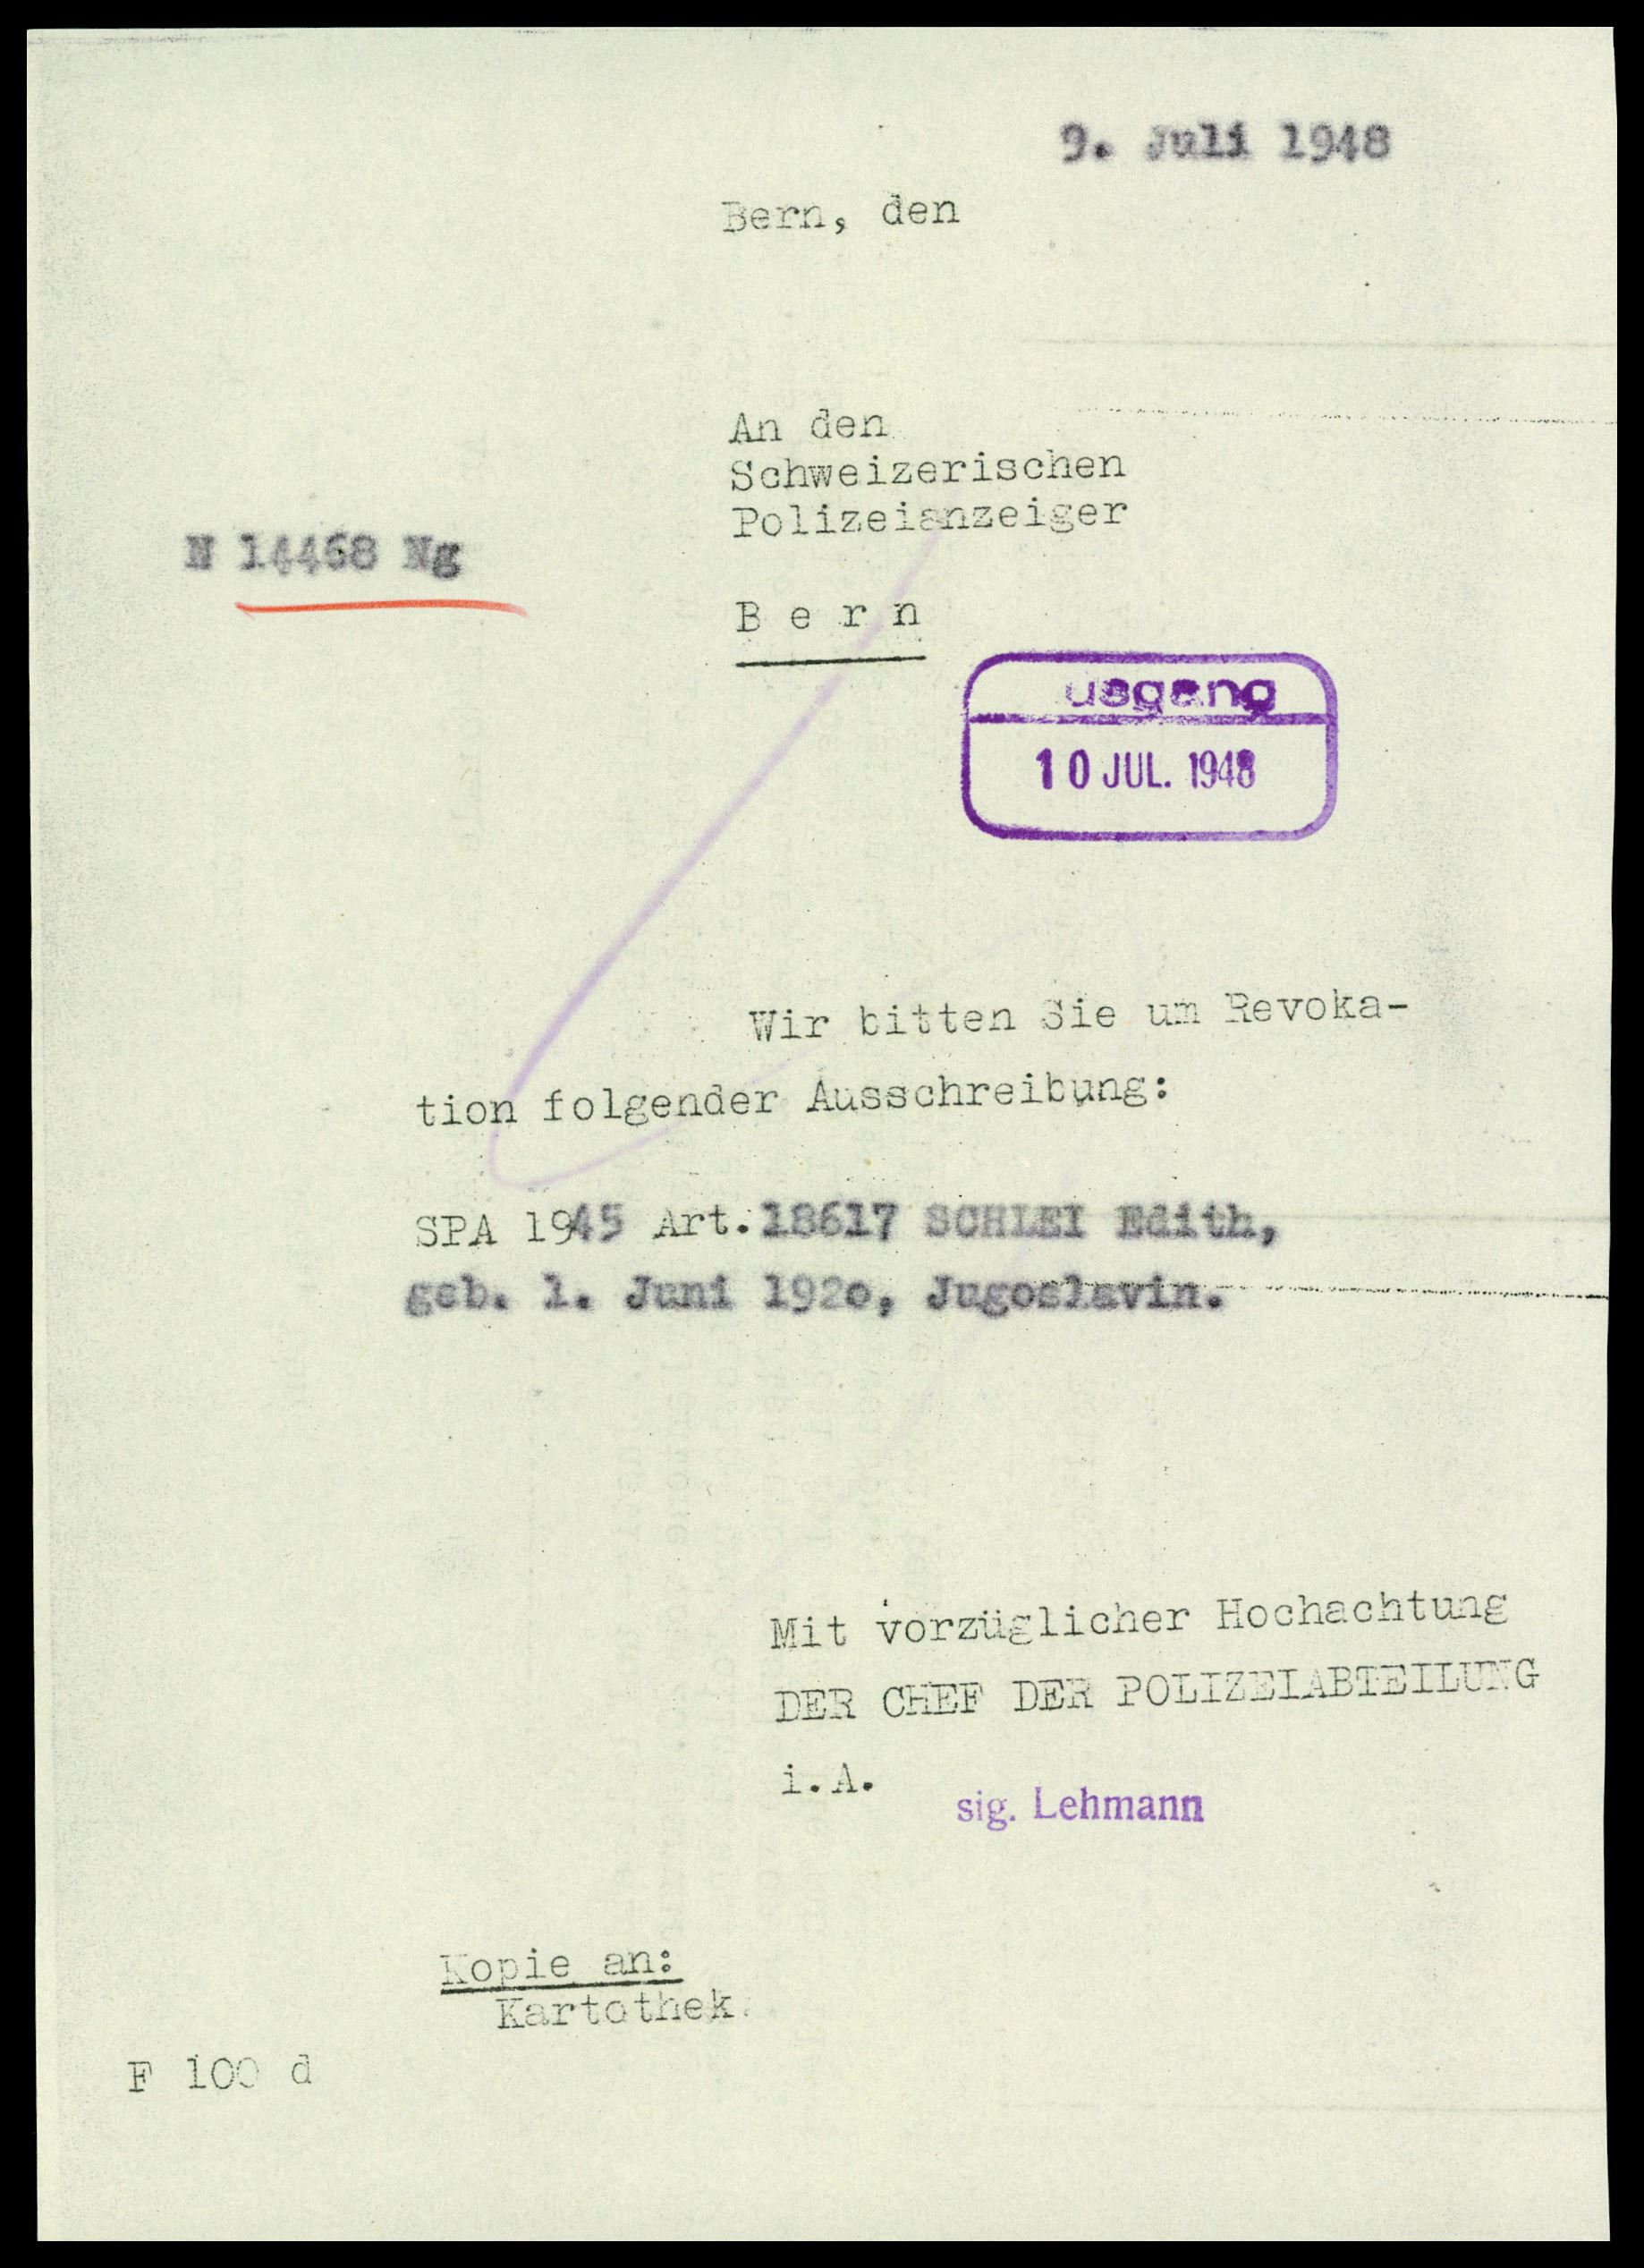 9. Juli 1948
Bern, den
An den
Schweizerischen
Polizeianzeiger
N 14468 Ng
B e r n
usgang
10 JUL. 1948
Wir bitten Sie um Revoka-
tion folgender Ausschreibung:
SPA 1945 Art. 18617 SCHLEI Edith,
geb. 1. Juni 192o, Jugoslavin.
Mit vorzüglicher Hochachtung
DER CHEF DER POLIZEIABTEILUNG
i.A.
sig. Lehmann
Kopie an:
Kartothek.
F 100 d